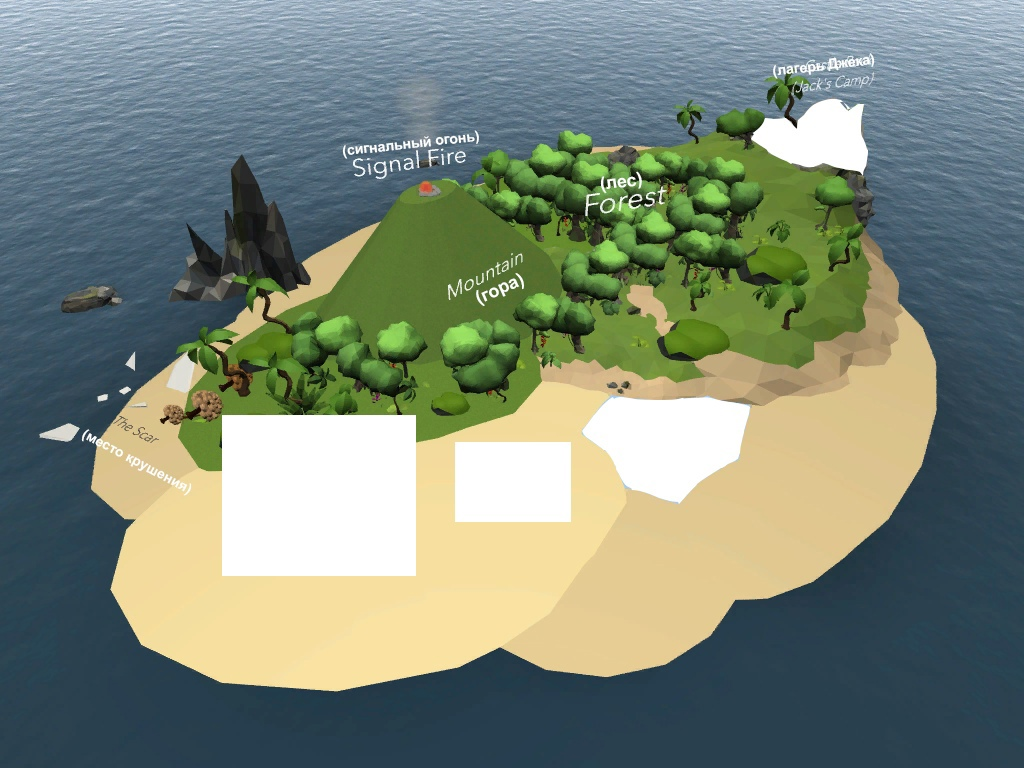 (лагерь Джека)
(Jack's Camp)
(сигнальный огонь)
Signal Fire
(лес)
Forest
Mountain
(гора)
The Scar
(место крушения)